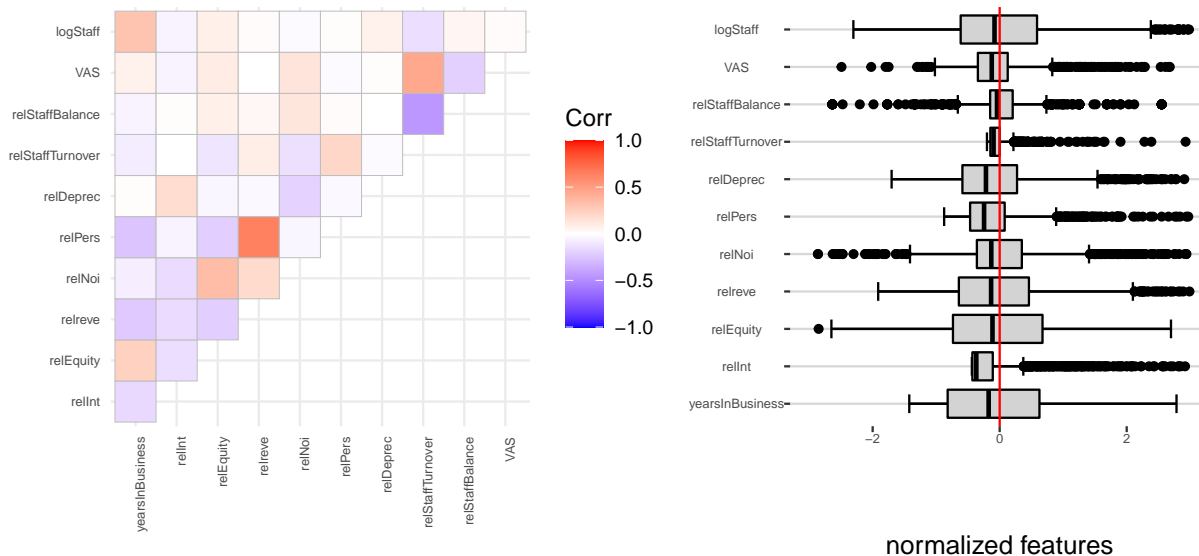 logStaff
VAS
relStaffBalance
relStaffTurnover
relDeprec
relPers
relNoi
relreve
relEquity
relInt
yearsInBusiness
relInt
relEquity
relreve
relNoi
relPers
relDeprec
relStaffTurnover
relStaffBalance
VAS
Corr
1.0
0.5
0.0
−0.5
−1.0
logStaff
VAS
relStaffBalance
relStaffTurnover
relDeprec
relPers
relNoi
relreve
relEquity
relInt
yearsInBusiness
−2
0
2
normalized features